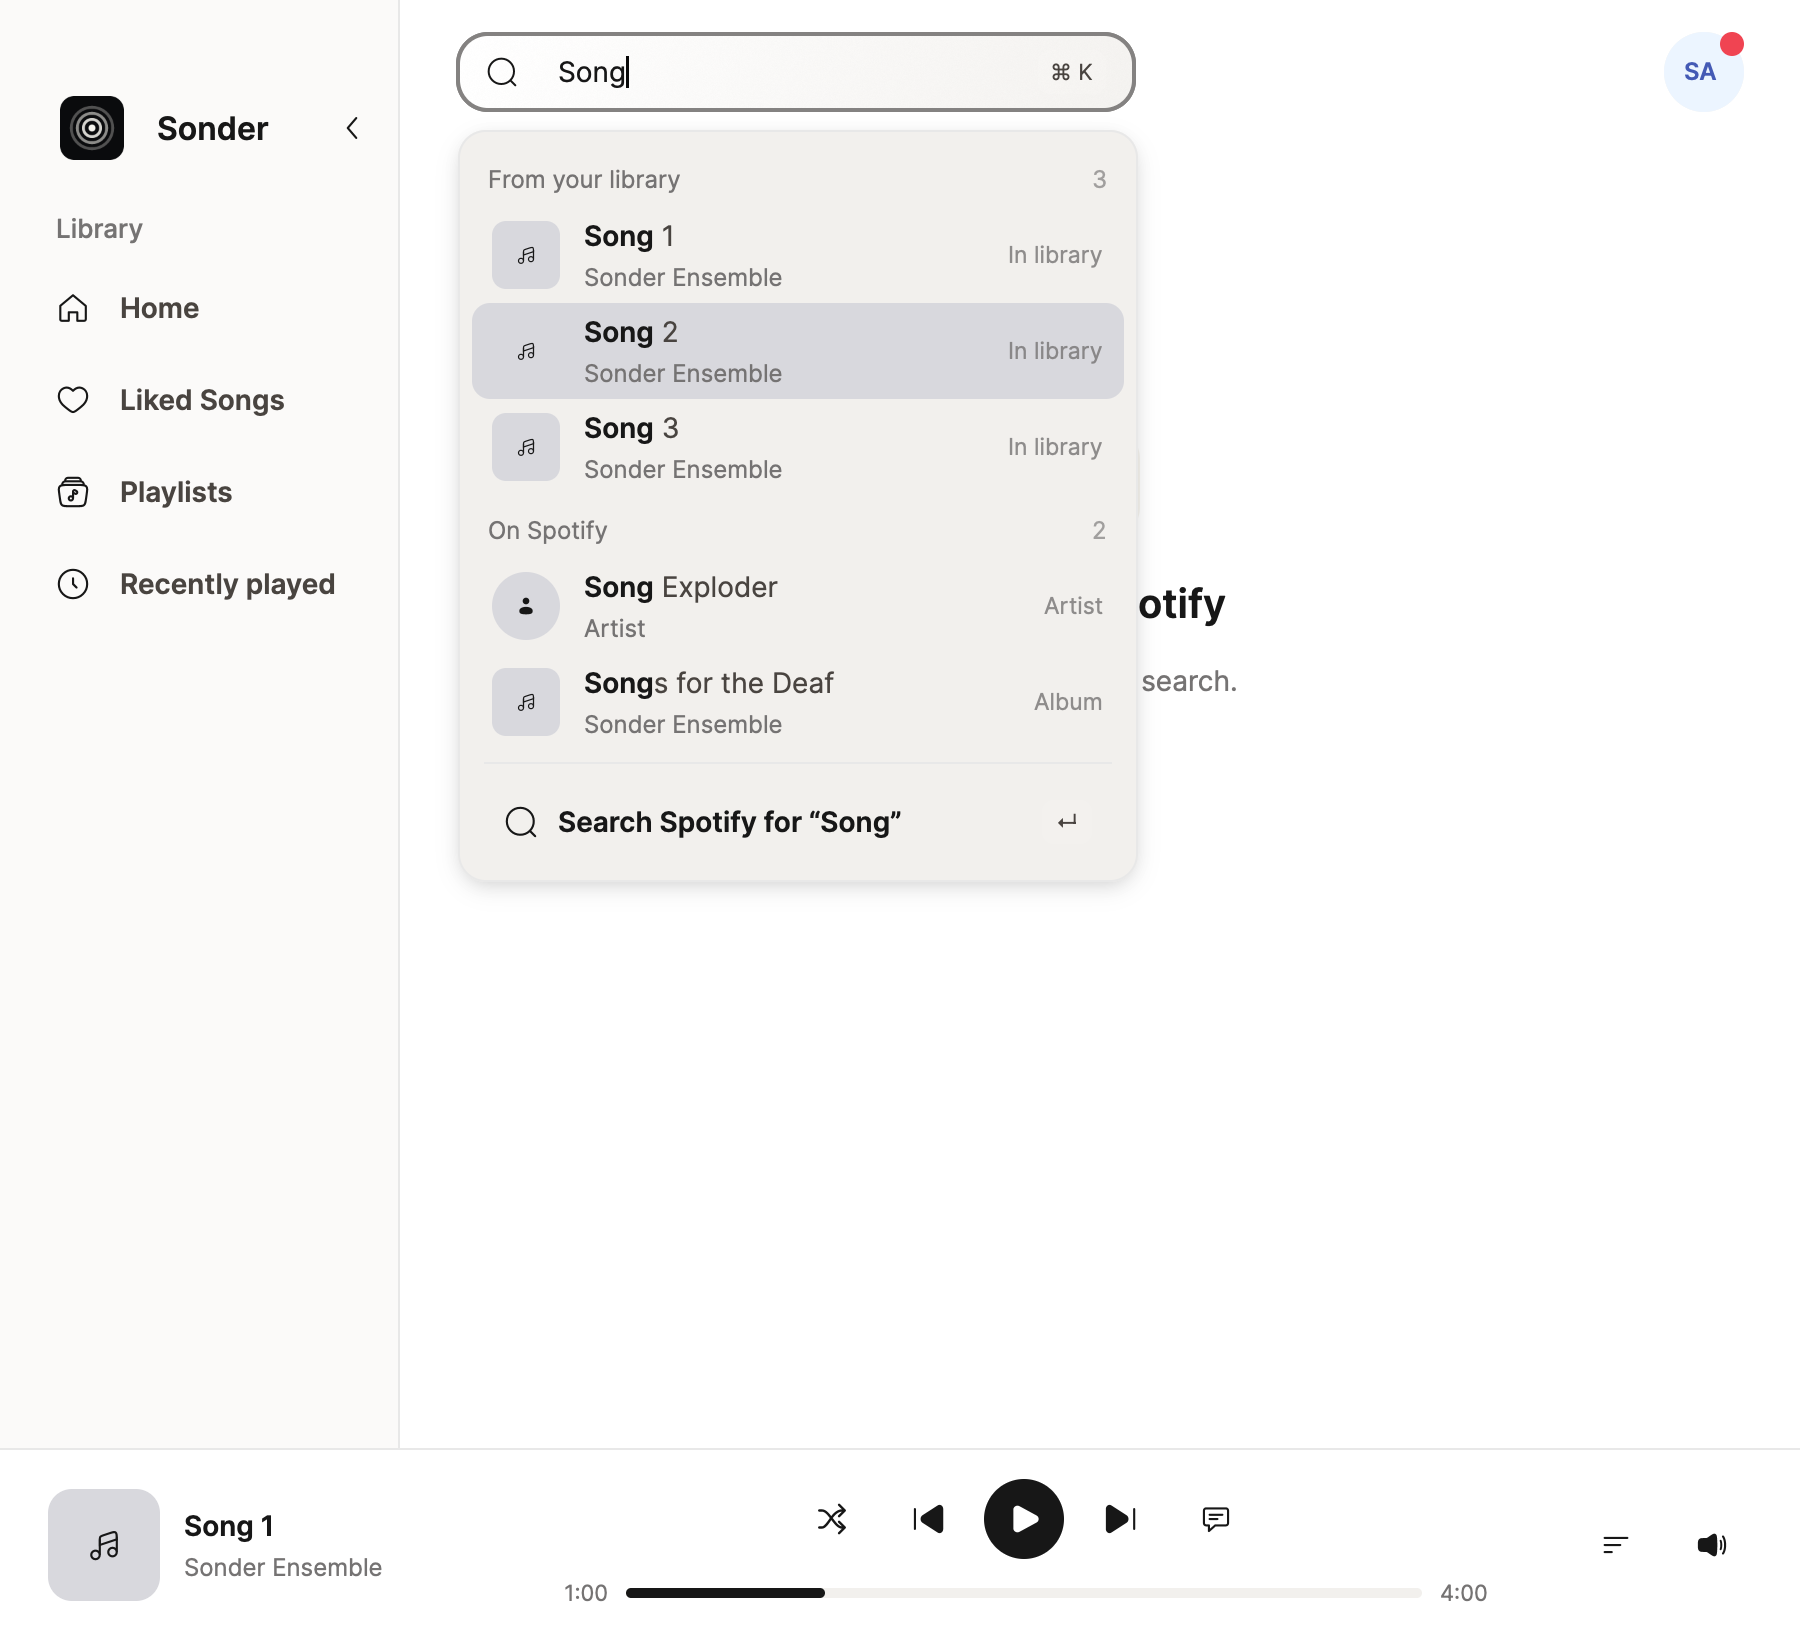 Song
⌘ K
SA
Sonder
Library
Home
Liked Songs
Playlists
Recently played
From your library
3
Song 1
Sonder Ensemble
In library
Song 2
Sonder Ensemble
In library
Song 3
Sonder Ensemble
In library
On Spotify
2
Song Exploder
Artist
Artist
Songs for the Deaf
Sonder Ensemble
Album
Search Spotify for “Song”
otify
search.
Song 1
Sonder Ensemble
1:00
4:00